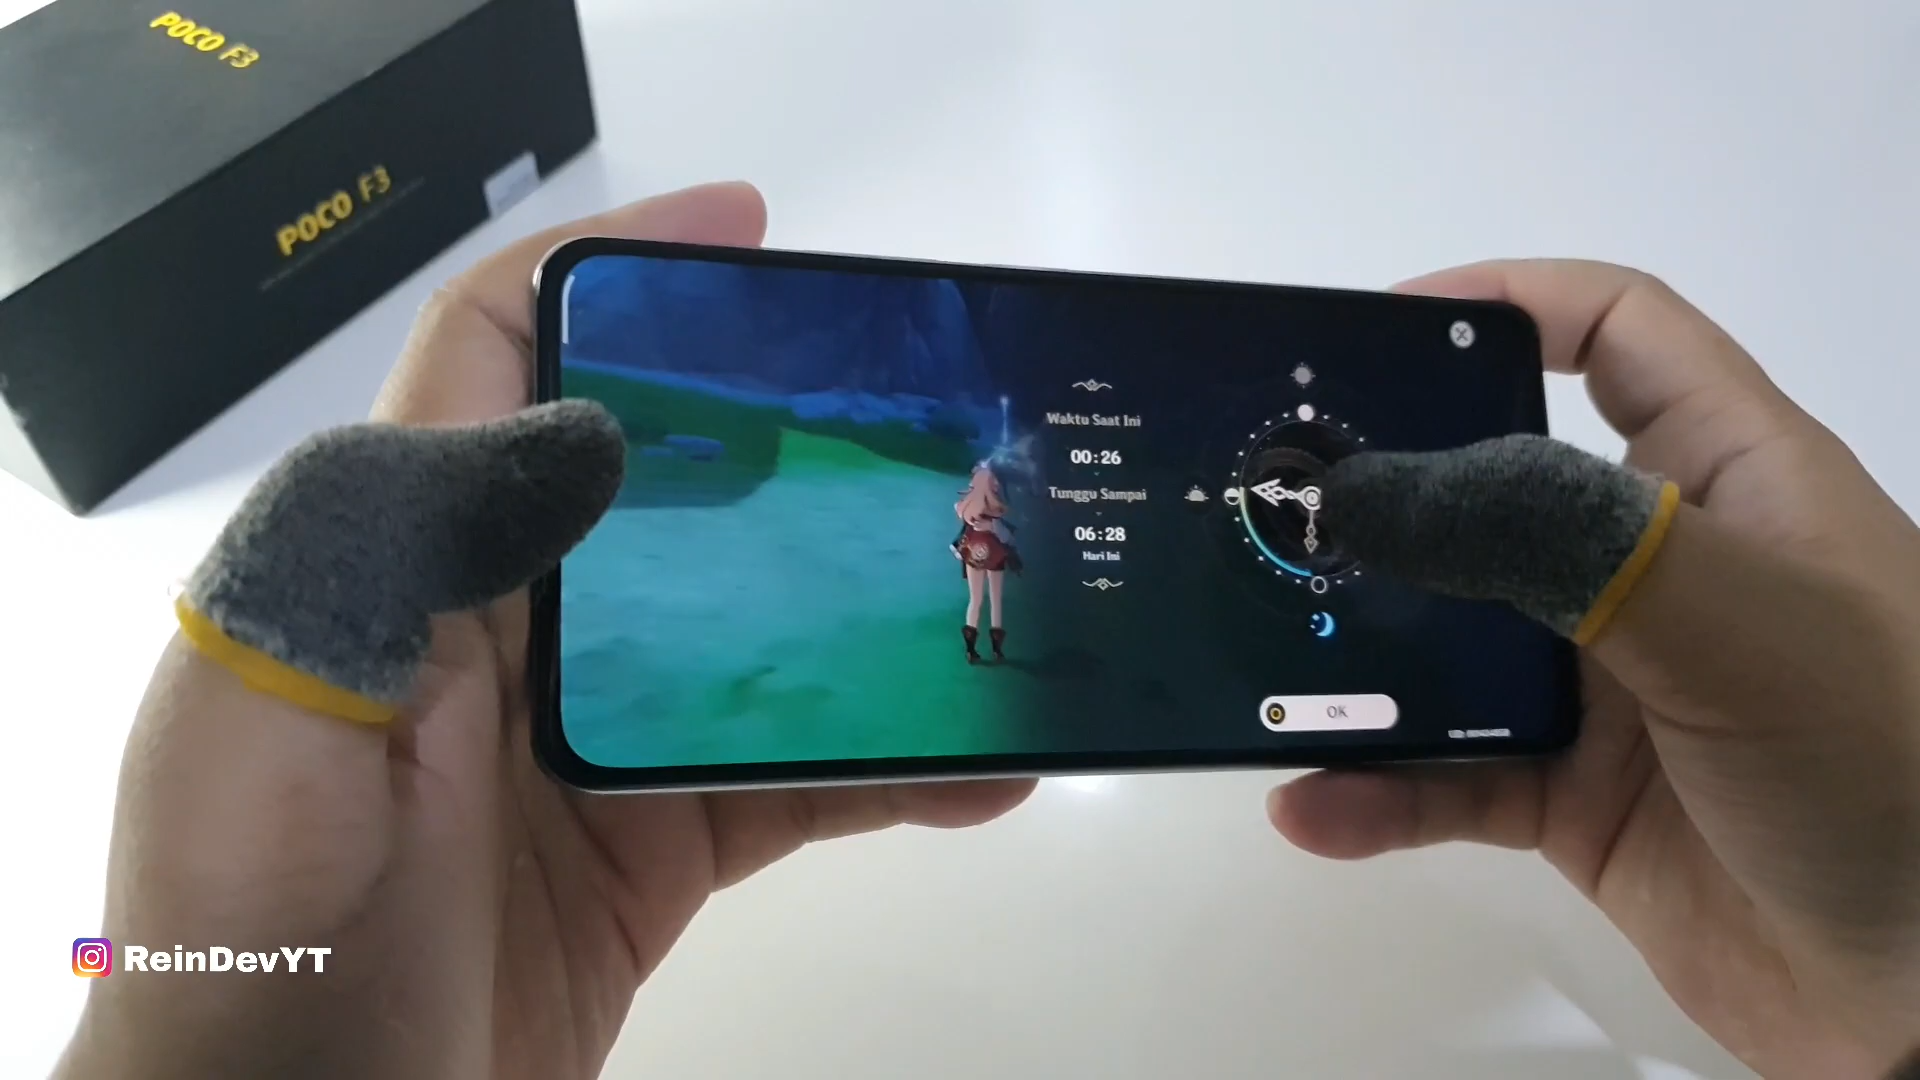 POCO F3
POCO F3
Waktu Saat Ini
00:26
Tunggu Sampai
06:28
Hari Ini
OK
ReinDevYT